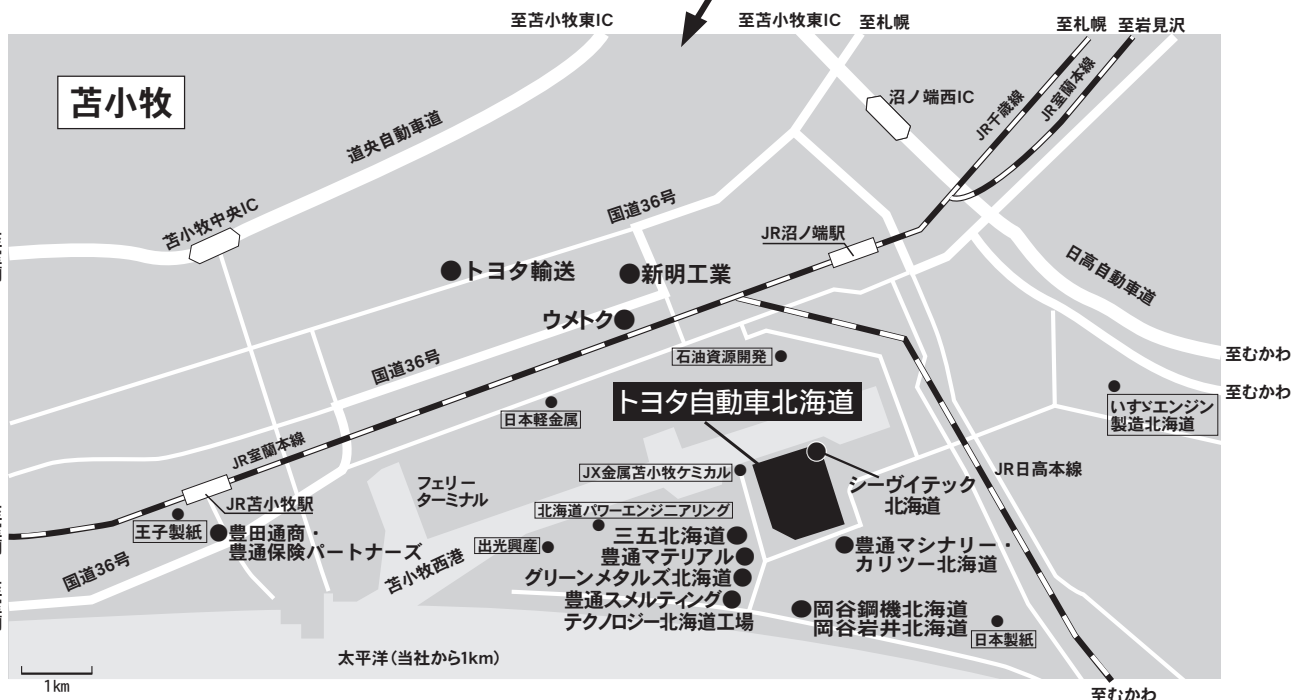 至苫小牧東IC
至苫小牧東IC
至札幌
至札幌
至岩見沢
苫小牧
道央自動車道
沼ノ端西IC
JR千歳線
JR室蘭本線
苫小牧中央IC
国道36号
JR沼ノ端駅
日高自動車道
トヨタ輸送
新明工業
ウメトク
国道36号
石油資源開発
至むかわ
至むかわ
トヨタ自動車北海道
日本軽金属
いすゞエンジン
製造北海道
JR室蘭本線
JX金属苫小牧ケミカル
JR日高本線
シーヴイテック
北海道
フェリー
ターミナル
JR苫小牧駅
王子製紙
豊田通商・
豊通保険パートナーズ
北海道パワーエンジニアリング
三五北海道
出光興産
豊通マテリアル
豊通マシナリー・
カリツー北海道
苫小牧西港
グリーンメタルズ北海道
国道36号
豊通スメルティング
テクノロジー北海道工場
岡谷鋼機北海道
岡谷岩井北海道
日本製紙
太平洋(当社から1km)
1km
至むかわ